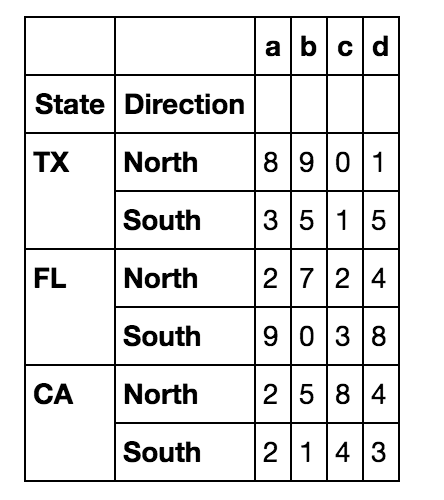 a b c d
State Direction
TX North 8 9 0 1
South 3 5 1 5
FL North 2 7 2 4
South 9 0 3 8
CA North 2 5 8 4
South 2 1 4 3